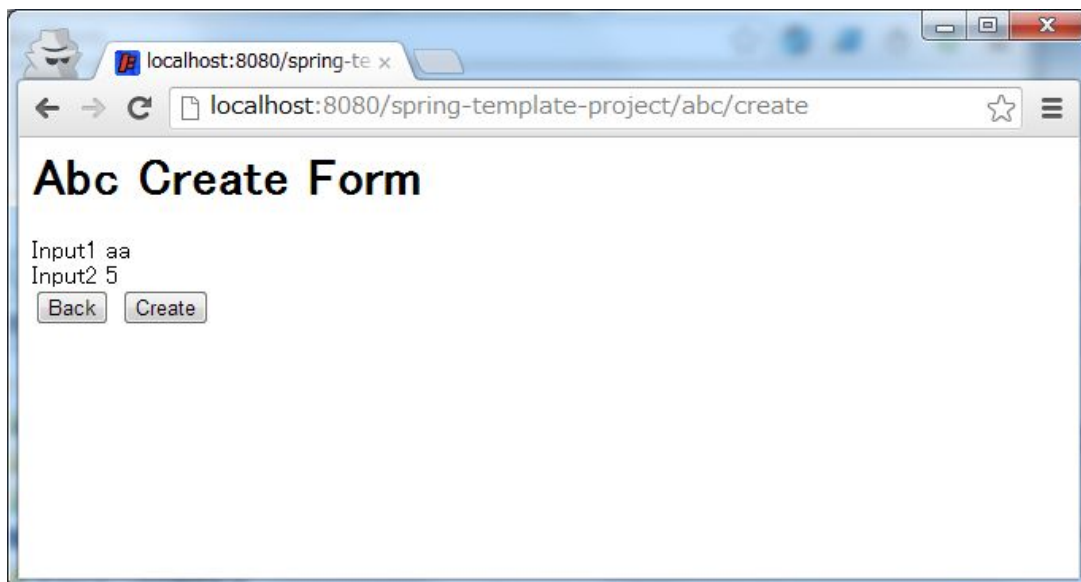 localhost:8080/spring-te
localhost:8080/spring-template-project/abc/create
Abc Create Form
Input1 aa
Input2 5
Back Create